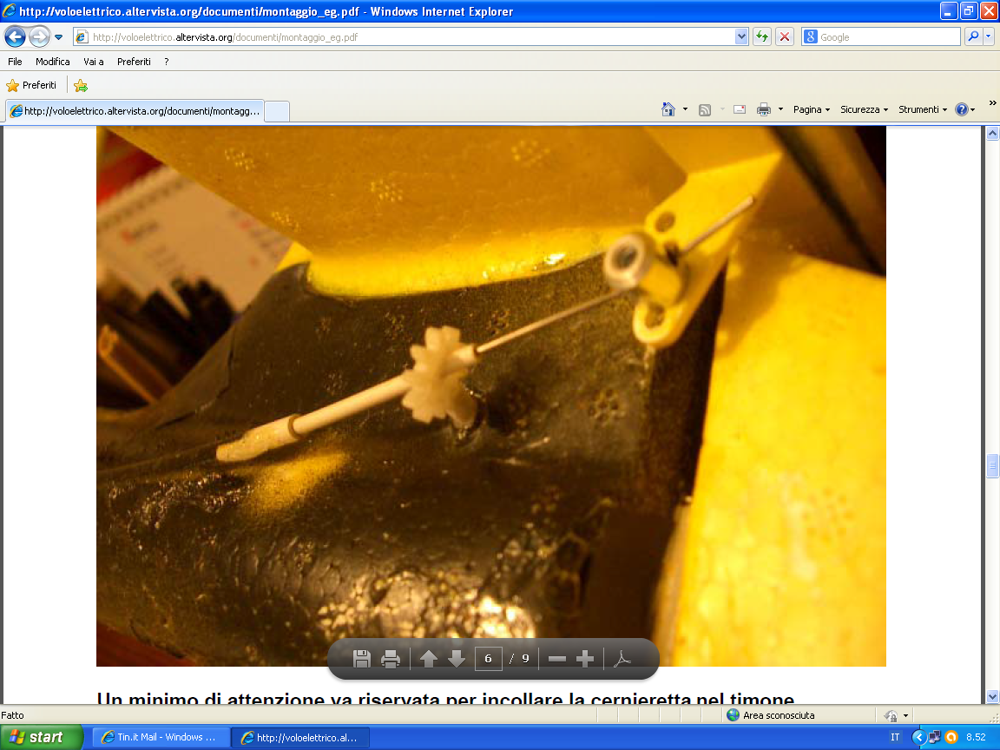 http://voloelettrico.altervista.org/documenti/montaggio_eg.pdf - Windows Internet Explorer
http://voloelettrico.altervista.org/documenti/montaggio_eg.pdf
Google
File Modifica Vai a Preferiti ?
Preferiti
http://voloelettrico.altervista.org/documenti/montagg...
Pagina Sicurezza Strumenti »
6 / 9
Un minimo di attenzione va riservata per incollare la cernieretta nel timone
Fatto
Area sconosciuta
start
Tin.it Mail - Windows ...
http://voloelettrico.al...
IT
8.52